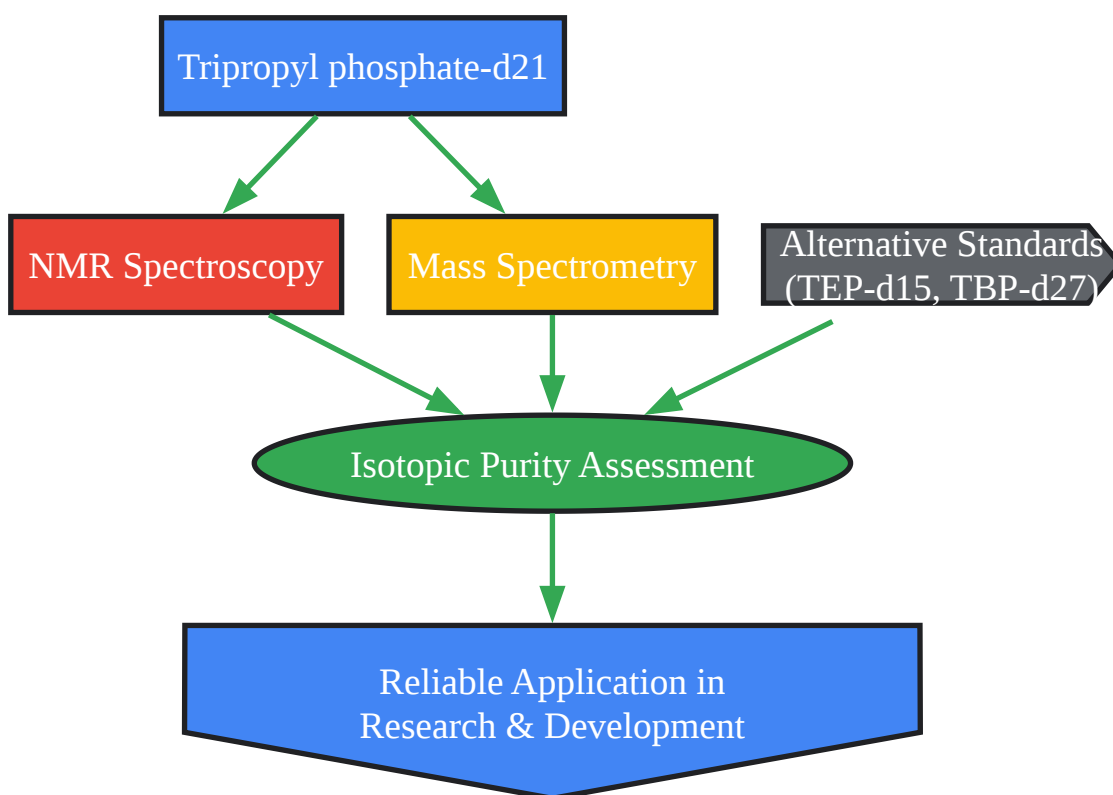 Tripropyl phosphate-d21
NMR Spectroscopy
Mass Spectrometry
Alternative Standards
(TEP-d15, TBP-d27)
Isotopic Purity Assessment
Reliable Application in
Research & Development